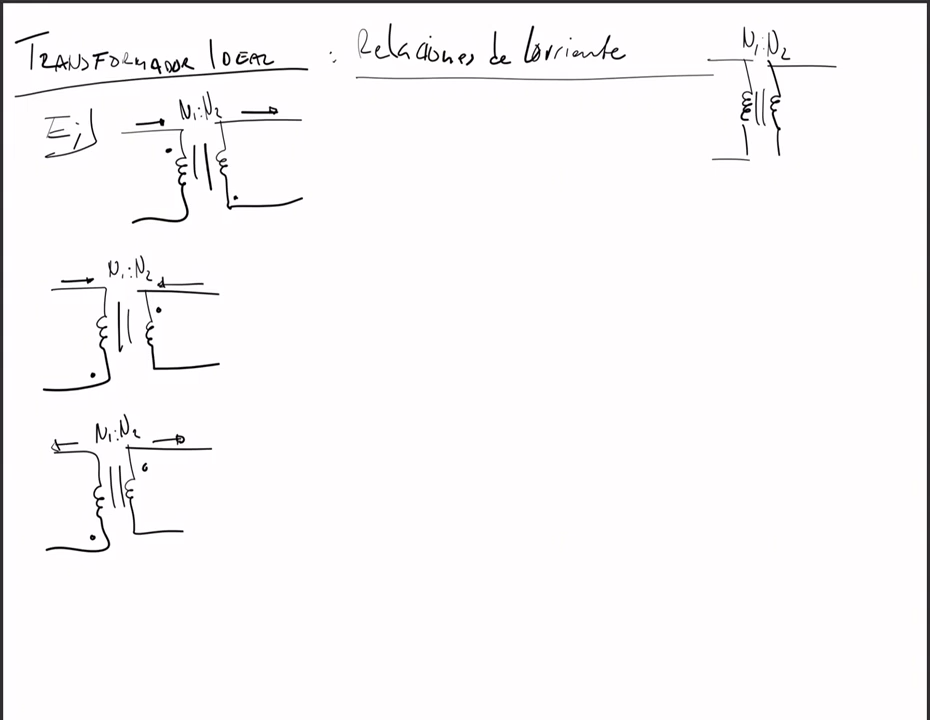 TRANSFORMADOR IDEAL : Relaciones de Corriente
N₁:N₂
Ej)
N₁:N₂
N₁:N₂
N₁:N₂